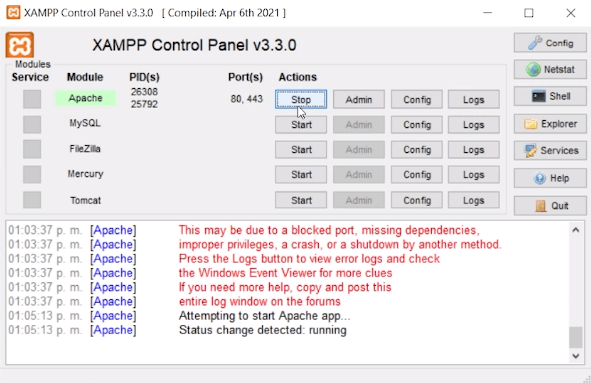 XAMPP Control Panel v3.3.0 [ Compiled: Apr 6th 2021 ]
XAMPP Control Panel v3.3.0
Config
Modules
Service Module PID(s) Port(s) Actions
Netstat
Apache 26308 25792 80, 443 Stop Admin Config Logs
Shell
MySQL Start Admin Config Logs
Explorer
FileZilla Start Admin Config Logs
Services
Mercury Start Admin Config Logs
Help
Tomcat Start Admin Config Logs
Quit
01:03:37 p. m. [Apache] This may be due to a blocked port, missing dependencies,
01:03:37 p. m. [Apache] improper privileges, a crash, or a shutdown by another method.
01:03:37 p. m. [Apache] Press the Logs button to view error logs and check
01:03:37 p. m. [Apache] the Windows Event Viewer for more clues
01:03:37 p. m. [Apache] If you need more help, copy and post this
01:03:37 p. m. [Apache] entire log window on the forums
01:05:13 p. m. [Apache] Attempting to start Apache app...
01:05:13 p. m. [Apache] Status change detected: running